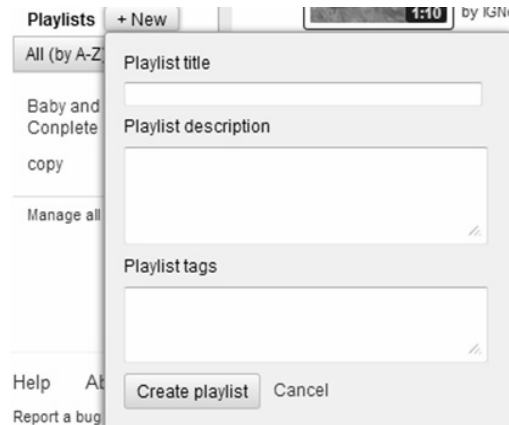 Playlists + New
1:10 by IGN
All (by A-Z)
Playlist title
Baby and
Conplete
Playlist description
copy
Manage all
Playlist tags
Help
Create playlist Cancel
Report a bug